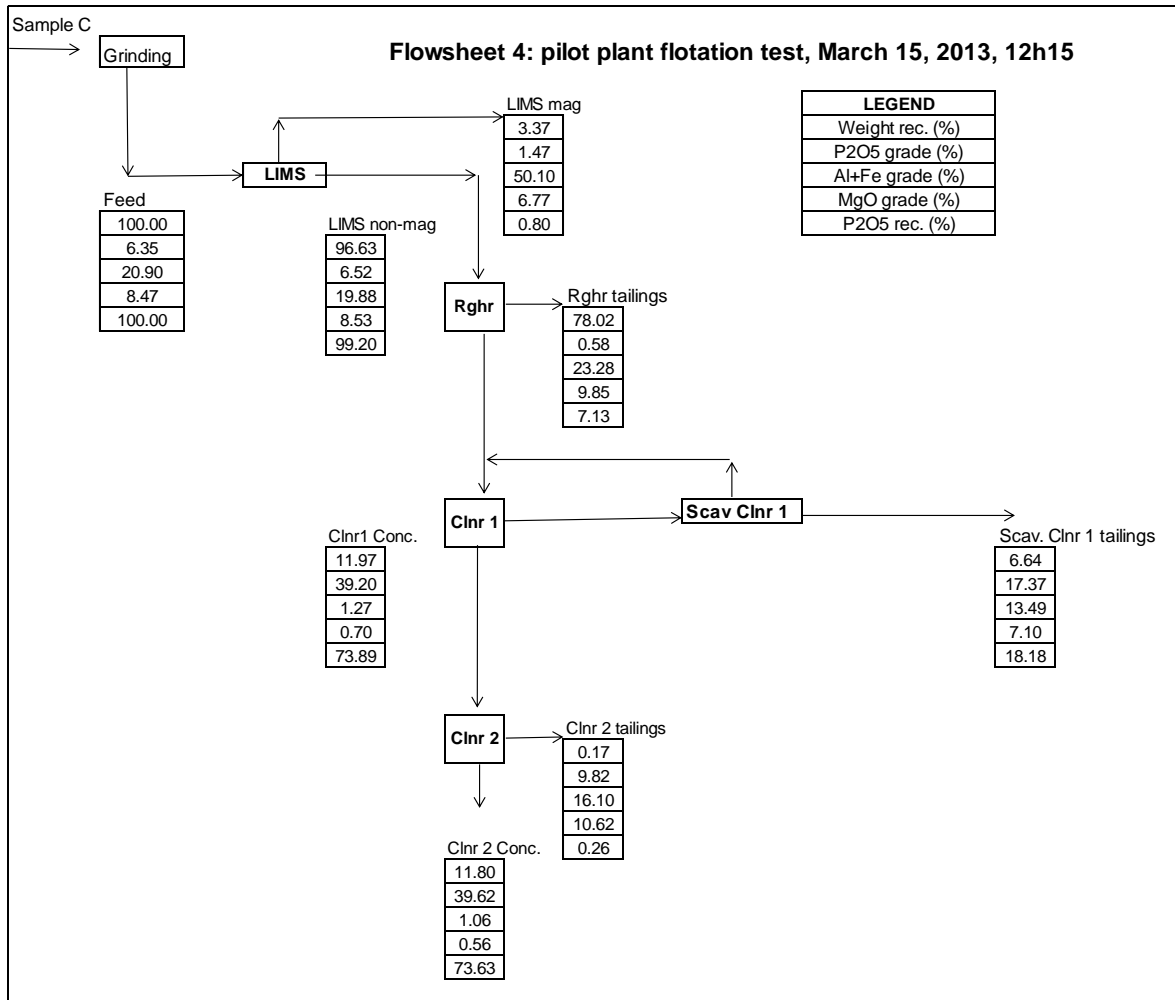 Sample C
Grinding
Flowsheet 4: pilot plant flotation test, March 15, 2013, 12h15
LIMS mag
3.37
1.47
50.10
6.77
0.80
LEGEND
Weight rec. (%)
P2O5 grade (%)
Al+Fe grade (%)
MgO grade (%)
P2O5 rec. (%)
LIMS
Feed
100.00
6.35
20.90
8.47
100.00
LIMS non-mag
96.63
6.52
19.88
8.53
99.20
Rghr
Rghr tailings
78.02
0.58
23.28
9.85
7.13
Clnr 1
Scav Clnr 1
Clnr1 Conc.
11.97
39.20
1.27
0.70
73.89
Scav. Clnr 1 tailings
6.64
17.37
13.49
7.10
18.18
Clnr 2
Clnr 2 tailings
0.17
9.82
16.10
10.62
0.26
Clnr 2 Conc.
11.80
39.62
1.06
0.56
73.63